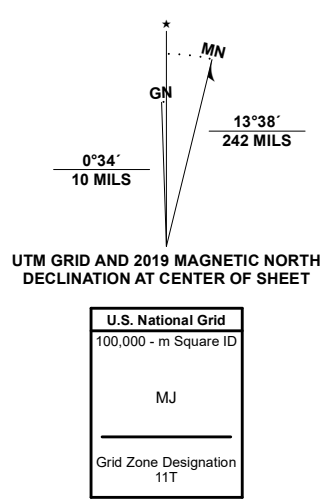 ★
MN
GN
0°34´
10 MILS
13°38´
242 MILS
UTM GRID AND 2019 MAGNETIC NORTH
DECLINATION AT CENTER OF SHEET
U.S. National Grid
100,000 - m Square ID
MJ
Grid Zone Designation
11T